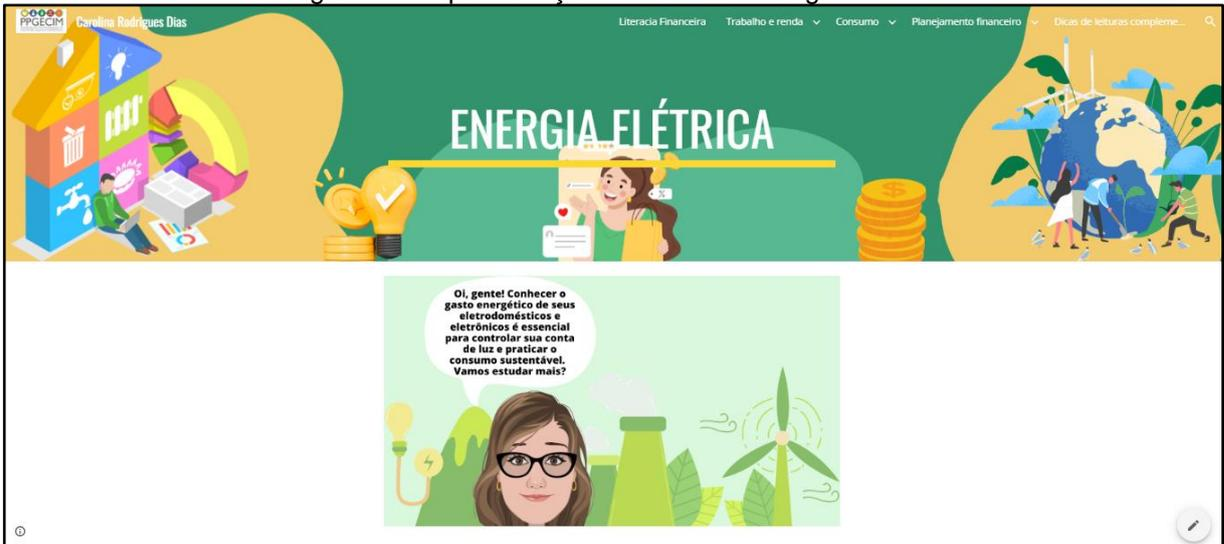 PPGECIM
Carolina Rodrigues Dias
Literacia Financeira
Trabalho e renda
Consumo
Planejamento financeiro
Dicas de leituras compleme...
ENERGIA ELÉTRICA
Oi, gente! Conhecer o
gasto energético de seus
eletrodomésticos e
eletrônicos é essencial
para controlar sua conta
de luz e praticar o
consumo sustentável.
Vamos estudar mais?